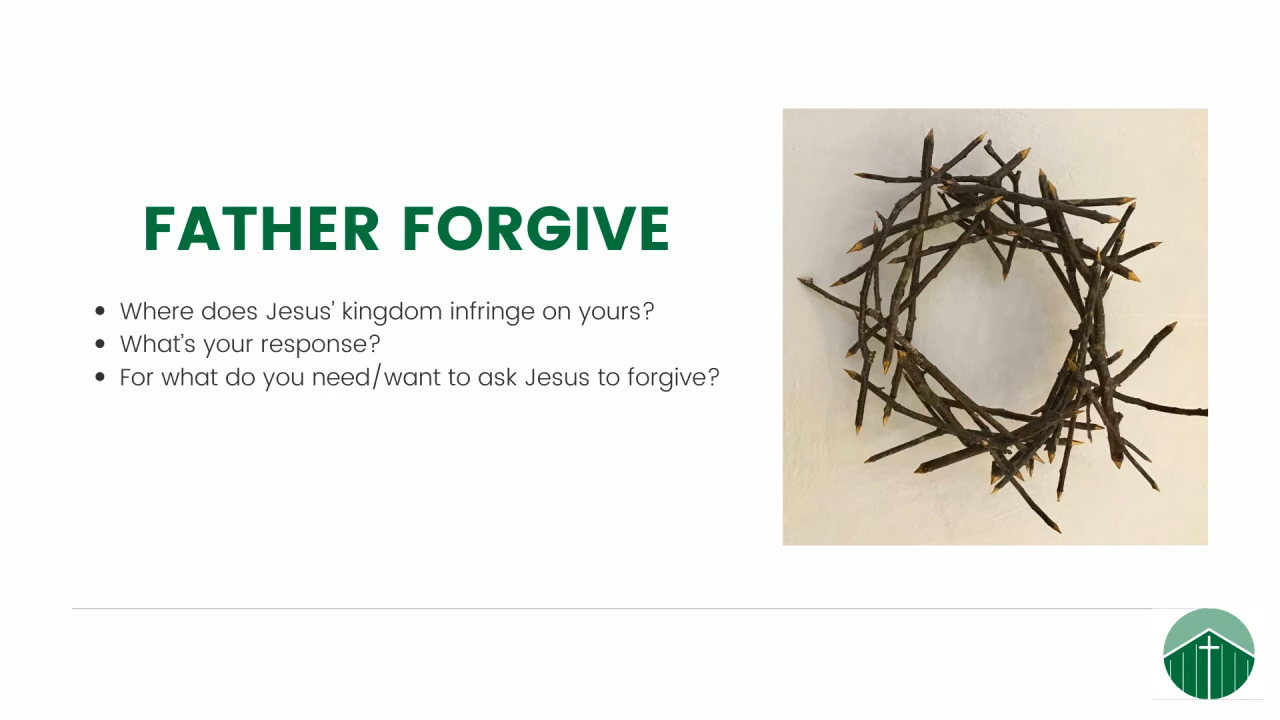 FATHER FORGIVE
• Where does Jesus’ kingdom infringe on yours?
• What’s your response?
• For what do you need/want to ask Jesus to forgive?